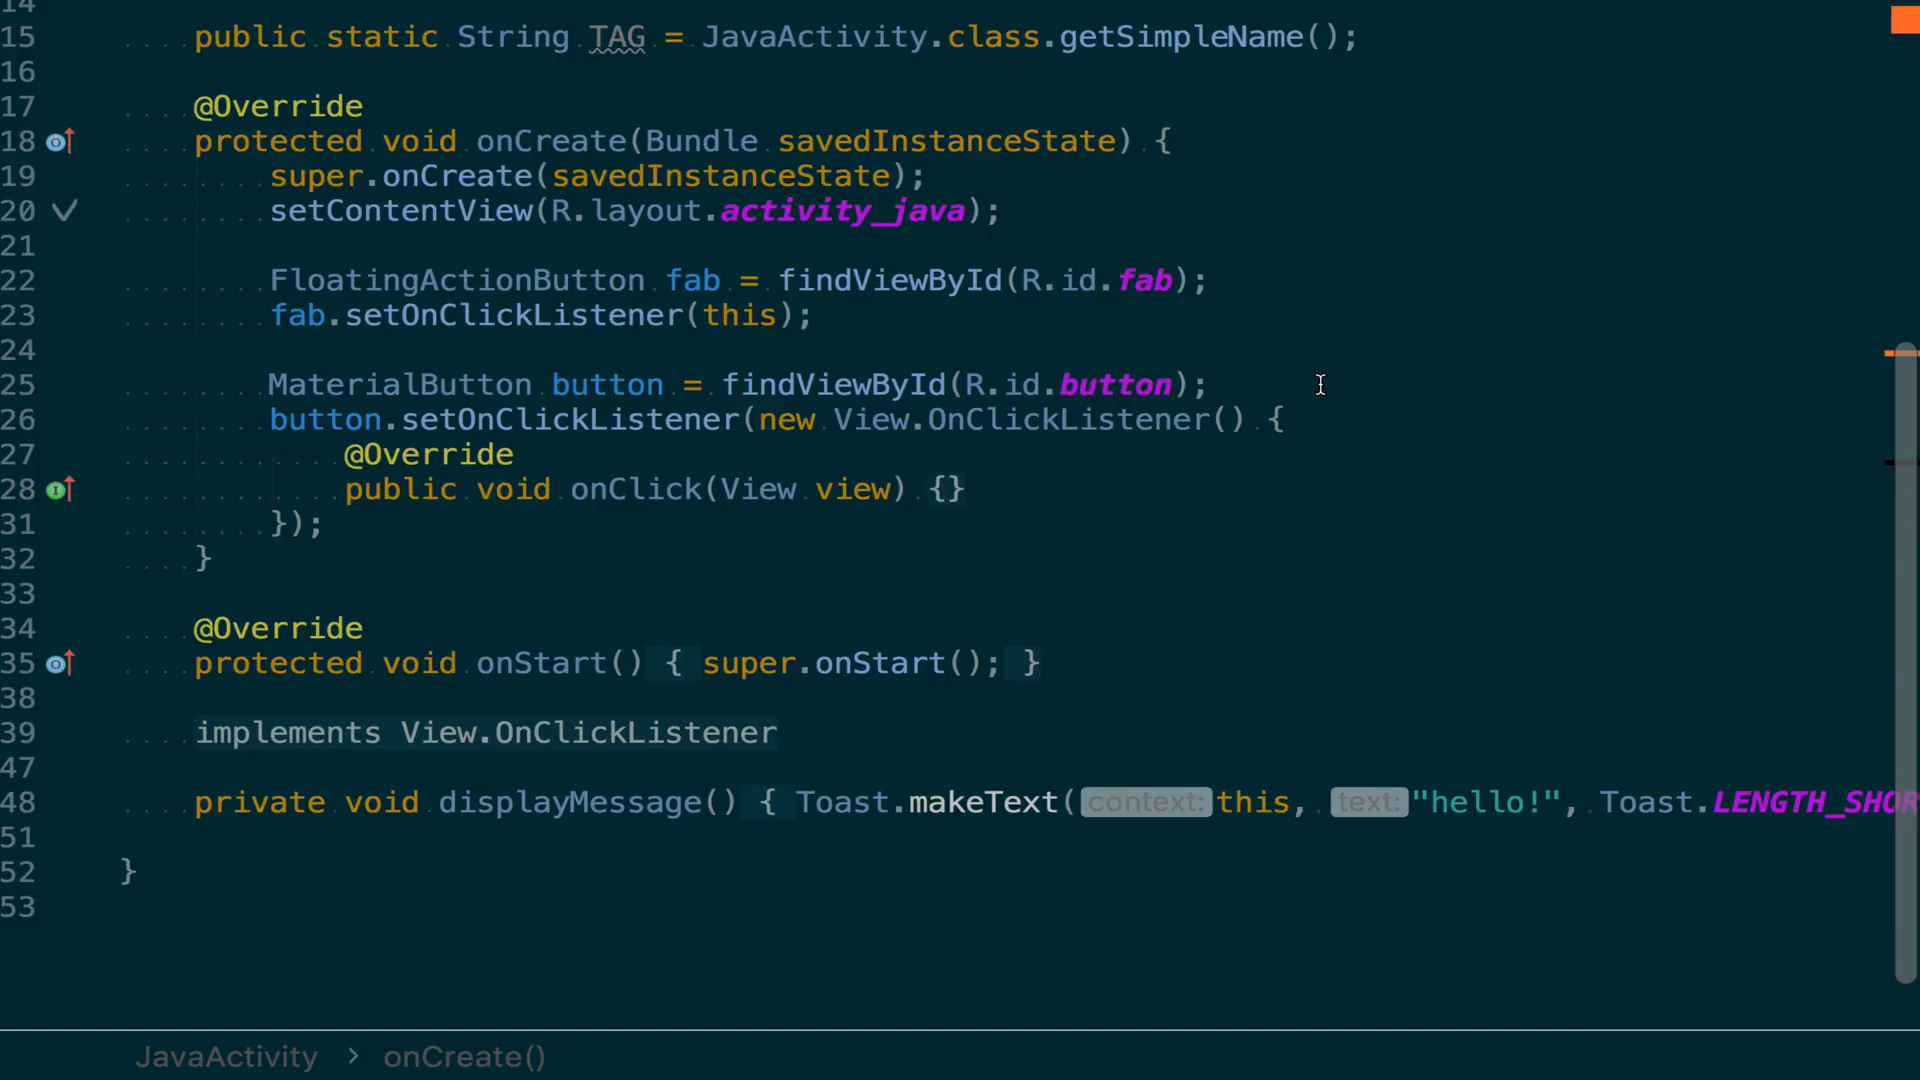 14
15 public static String TAG = JavaActivity.class.getSimpleName();
16
17 @Override
18 protected void onCreate(Bundle savedInstanceState) {
19 super.onCreate(savedInstanceState);
20 setContentView(R.layout.activity_java);
21
22 FloatingActionButton fab = findViewById(R.id.fab);
23 fab.setOnClickListener(this);
24
25 MaterialButton button = findViewById(R.id.button);
26 button.setOnClickListener(new View.OnClickListener() {
27 @Override
28 public void onClick(View view) {}
31 });
32 }
33
34 @Override
35 protected void onStart() { super.onStart(); }
38
39 implements View.OnClickListener
47
48 private void displayMessage() { Toast.makeText( context: this, text: "hello!", Toast.LENGTH_SHOR
51
52 }
53
JavaActivity > onCreate()